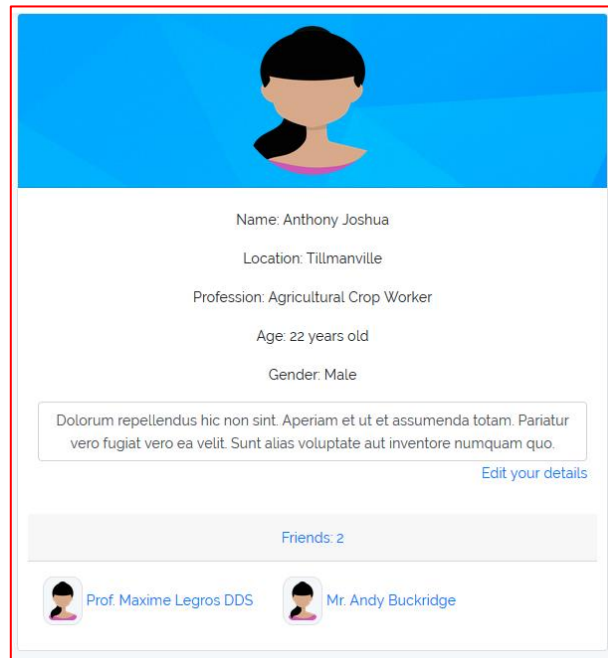 Name: Anthony Joshua
Location: Tillmanville
Profession: Agricultural Crop Worker
Age: 22 years old
Gender: Male
Dolorum repellendus hic non sint. Aperiam et ut et assumenda totam. Pariatur
vero fugiat vero ea velit. Sunt alias voluptate aut inventore numquam quo.
Edit your details
Friends: 2
Prof. Maxime Legros DDS Mr. Andy Buckridge